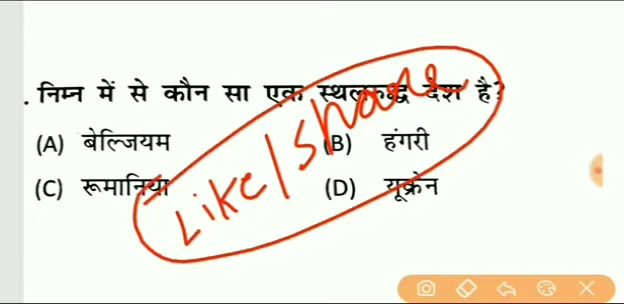 . निम्न में से कौन सा एक स्थलरुद्ध देश है?
(A) बेल्जियम (B) हंगरी
(C) रूमानिया (D) यूक्रेन
Like/Share